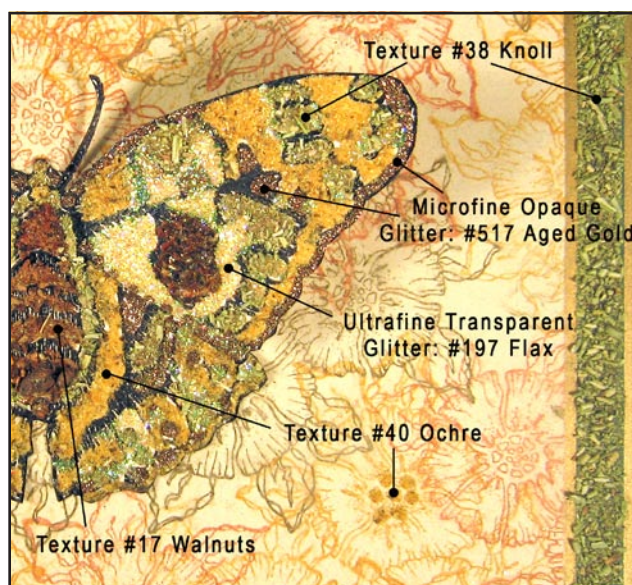 Texture #38 Knoll
Microfine Opaque
Glitter: #517 Aged Gold
Ultrafine Transparent
Glitter: #197 Flax
Texture #40 Ochre
Texture #17 Walnuts